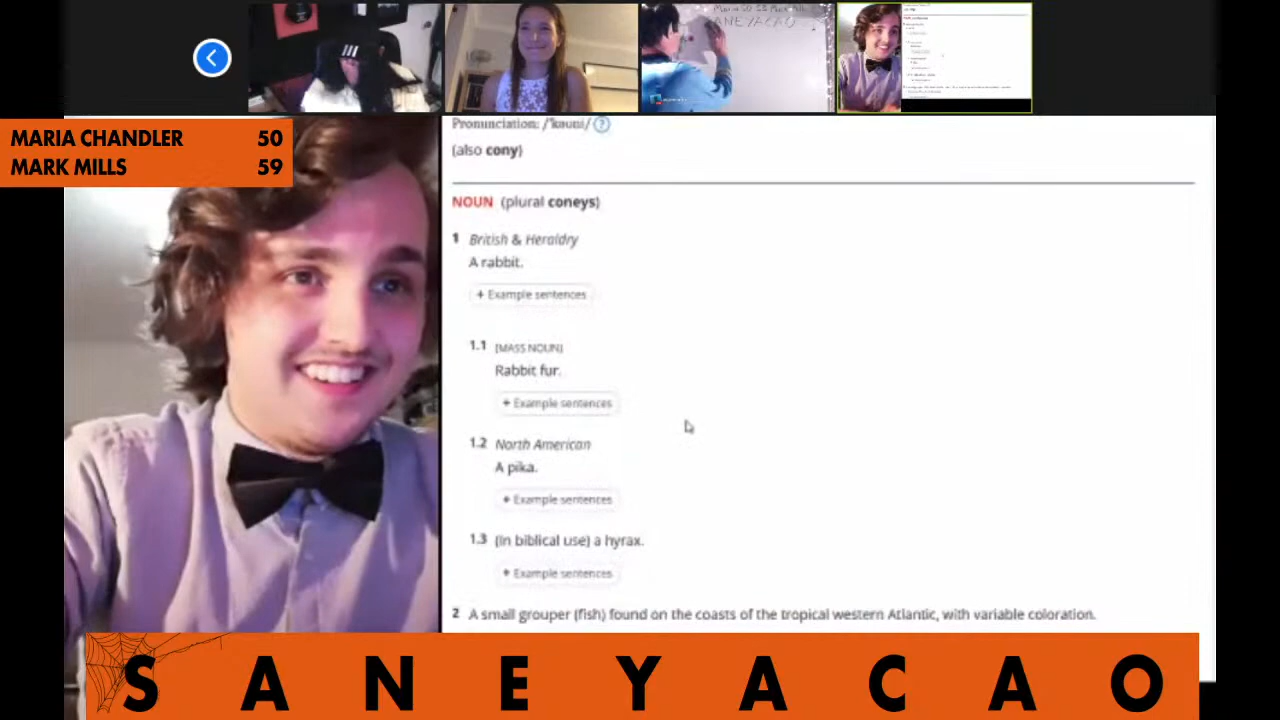 ANEYACAO
MARIA CHANDLER 50
MARK MILLS 59
Pronunciation: /ˈkəʊni/ ?
(also cony)
NOUN (plural coneys)
1 British & Heraldry
A rabbit.
+ Example sentences
1.1 [MASS NOUN]
Rabbit fur.
+ Example sentences
1.2 North American
A pika.
+ Example sentences
1.3 (in biblical use) a hyrax.
+ Example sentences
2 A small grouper (fish) found on the coasts of the tropical western Atlantic, with variable coloration.
S A N E Y A C A O